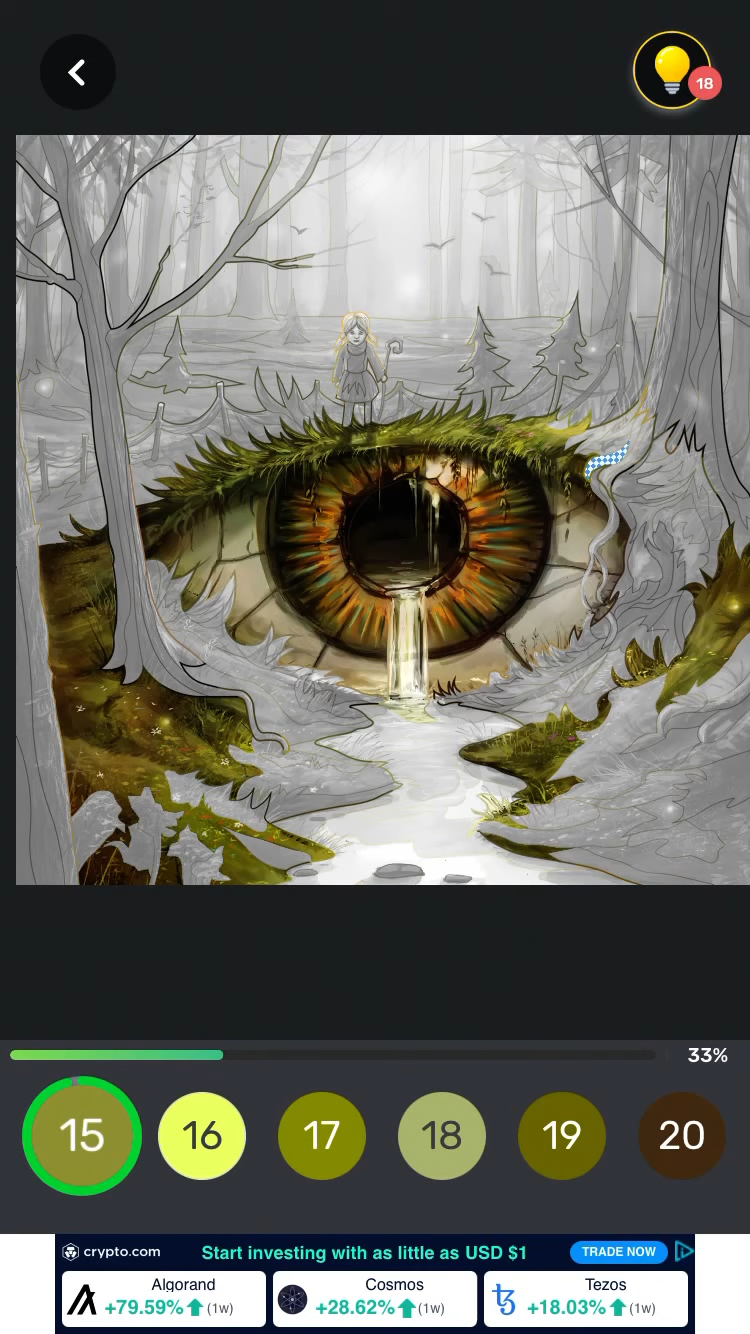 18
33%
15 16 17 18 19 20
crypto.com Start investing with as little as USD $1 TRADE NOW
Algorand Cosmos Tezos
+79.59% (1w) +28.62% (1w) +18.03% (1w)